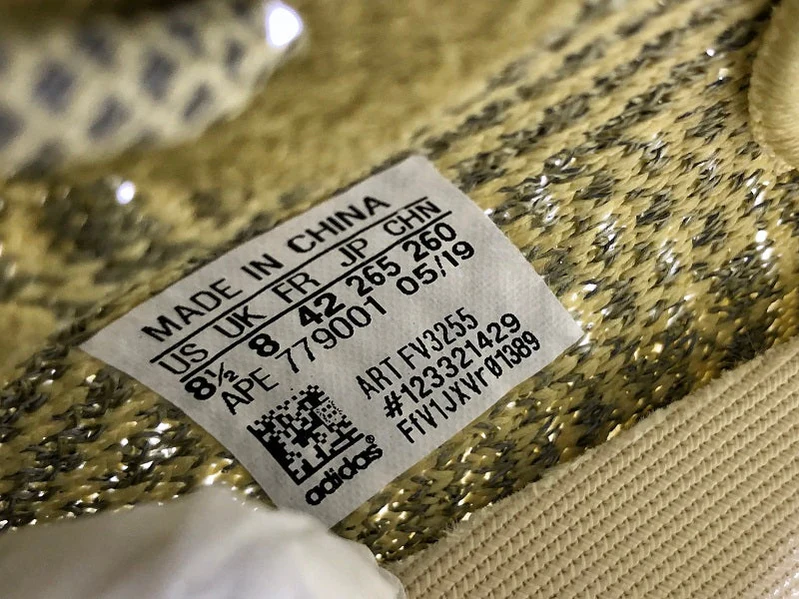 MADE IN CHINA
US UK FR JP CHN
8½ 8 42 265 260
APE 779001 05/19
ART FV3255
#123321429
FfV1JXVr01389
adidas®